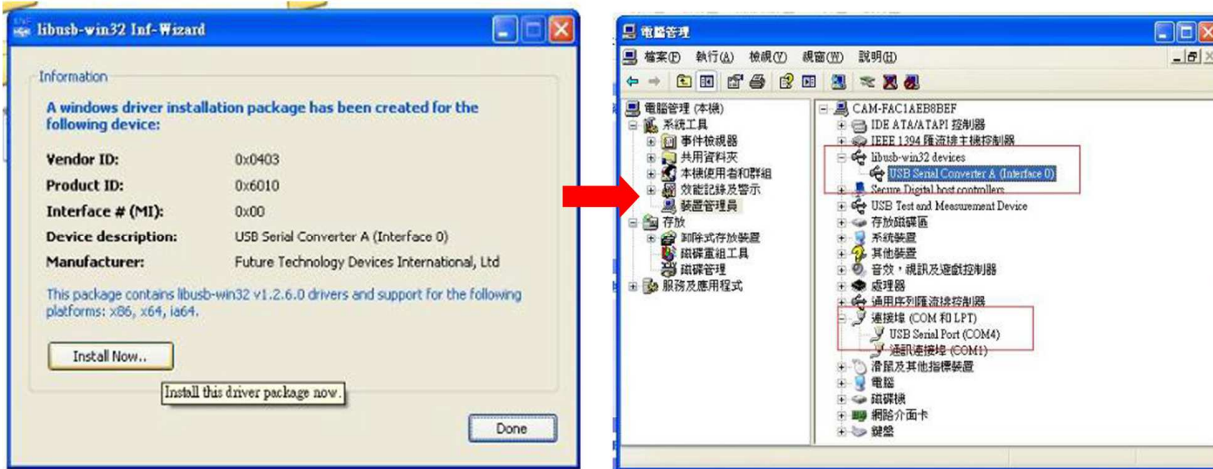 libusb-win32 Inf-Wizard
Information
A windows driver installation package has been created for the
following device:
Vendor ID: 0x0403
Product ID: 0x6010
Interface # (MI): 0x00
Device description: USB Serial Converter A (Interface 0)
Manufacturer: Future Technology Devices International, Ltd
This package contains libusb-win32 v1.2.6.0 drivers and support for the following
platforms: x86, x64, ia64.
Install Now..
Install this driver package now.
Done
電腦管理
檔案(F) 執行(A) 檢視(V) 視窗(W) 說明(H)
電腦管理 (本機)
系統工具
事件檢視器
共用資料夾
本機使用者和群組
效能記錄及警示
裝置管理員
存放
卸除式存放裝置
磁碟重組工具
磁碟管理
服務及應用程式
CAM-FAC1AEB8BEF
IDE ATA/ATAPI 控制器
IEEE 1394 匯流排主機控制器
libusb-win32 devices
USB Serial Converter A (Interface 0)
Secure Digital host controllers
USB Test and Measurement Device
存放磁碟區
系統裝置
其他裝置
音效，視訊及遊戲控制器
處理器
通用序列匯流排控制器
連接埠 (COM 和 LPT)
USB Serial Port (COM4)
通訊連接埠 (COM1)
滑鼠及其他指標裝置
電腦
磁碟機
網路介面卡
鍵盤